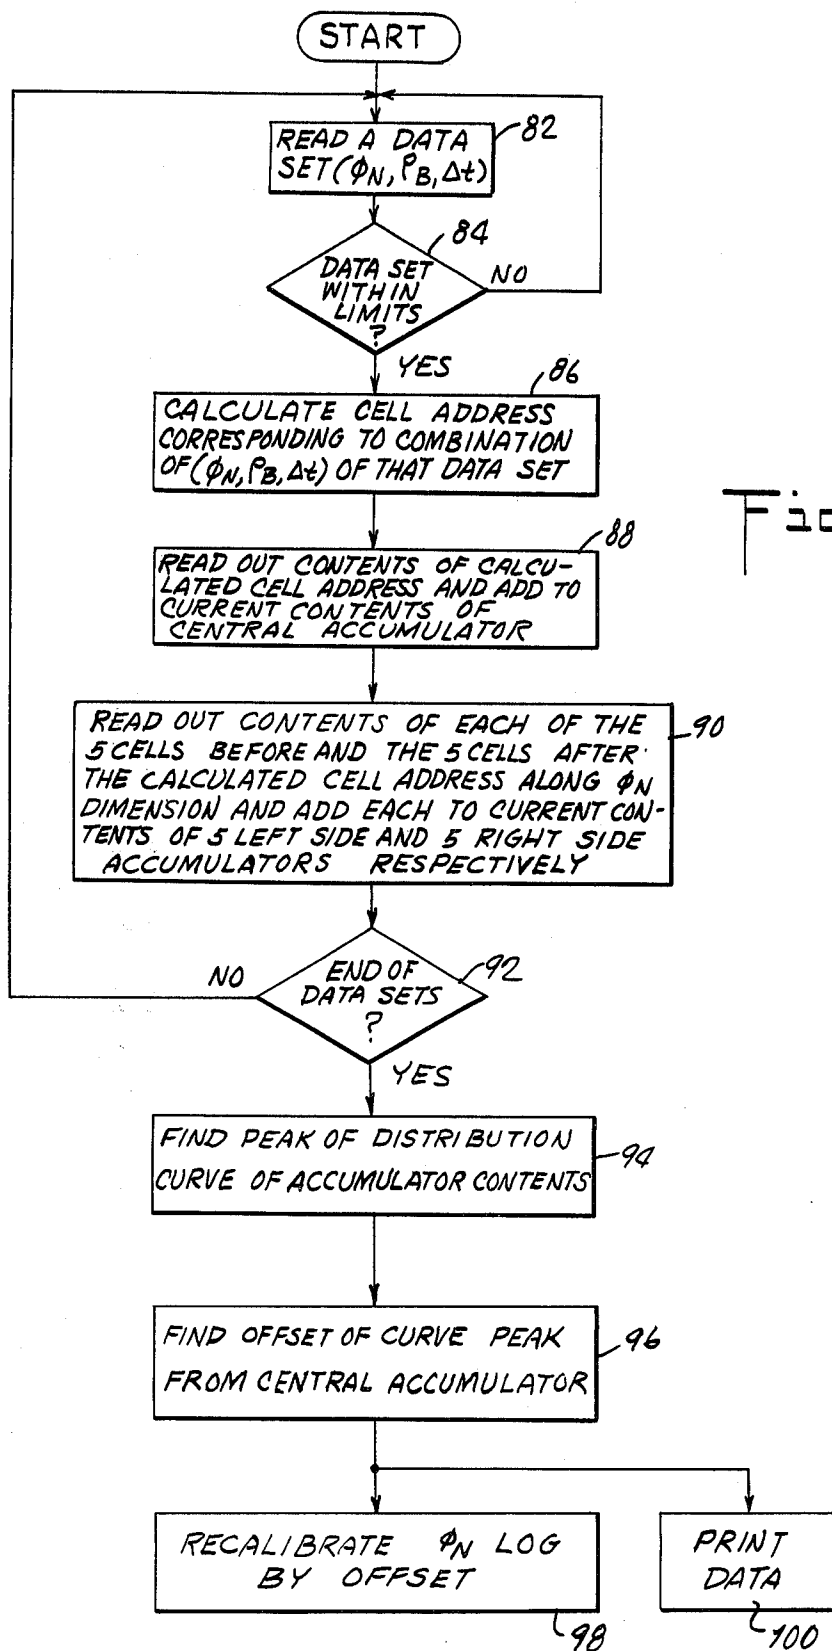 START
READ A DATA
SET (ϕN, ρB, Δt)
82
DATA SET
WITHIN
LIMITS
?
84
NO
YES
CALCULATE CELL ADDRESS
CORRESPONDING TO COMBINATION
OF (ϕN, ρB, Δt) OF THAT DATA SET
86
READ OUT CONTENTS OF CALCU-
LATED CELL ADDRESS AND ADD TO
CURRENT CONTENTS OF
CENTRAL ACCUMULATOR
88
READ OUT CONTENTS OF EACH OF THE
5 CELLS BEFORE AND THE 5 CELLS AFTER
THE CALCULATED CELL ADDRESS ALONG ϕN
DIMENSION AND ADD EACH TO CURRENT CON-
TENTS OF 5 LEFT SIDE AND 5 RIGHT SIDE
ACCUMULATORS RESPECTIVELY
90
END OF
DATA SETS
?
92
NO
YES
FIND PEAK OF DISTRIBUTION
CURVE OF ACCUMULATOR CONTENTS
94
FIND OFFSET OF CURVE PEAK
FROM CENTRAL ACCUMULATOR
96
RECALIBRATE ϕN LOG
BY OFFSET
98
PRINT
DATA
100